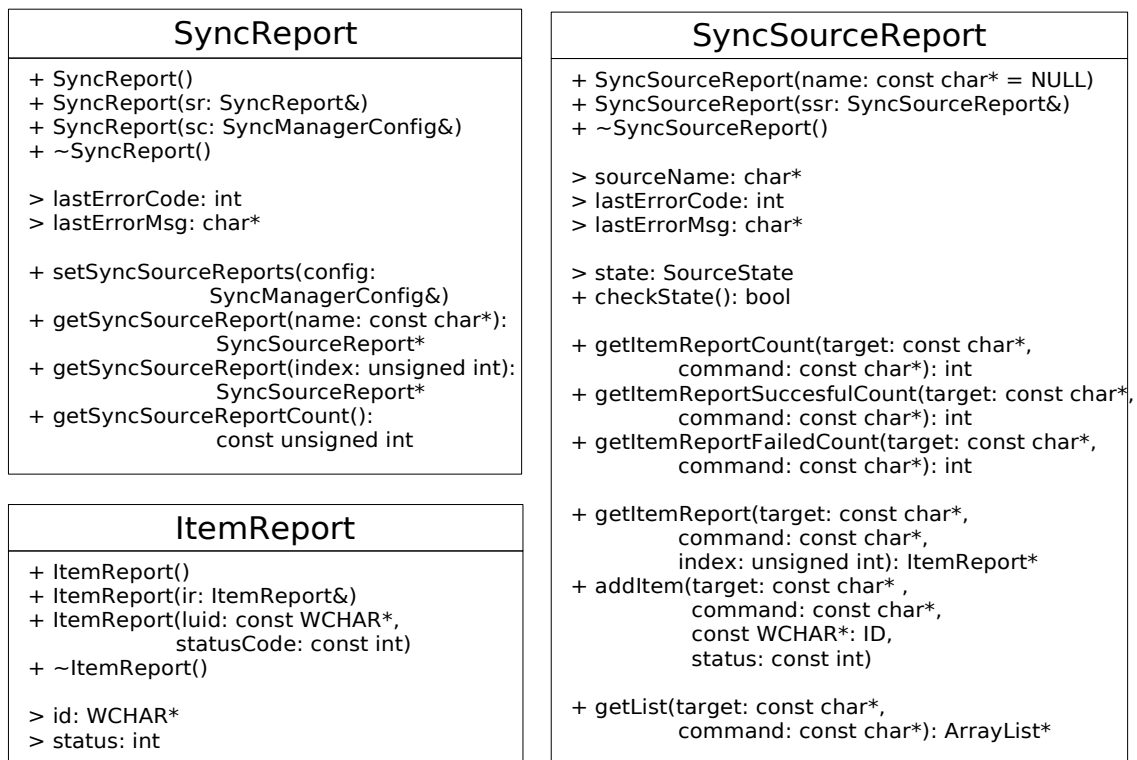 SyncReport
+ SyncReport()
+ SyncReport(sr: SyncReport&)
+ SyncReport(sc: SyncManagerConfig&)
+ ~SyncReport()
> lastErrorCode: int
> lastErrorMsg: char*
+ setSyncSourceReports(config:
SyncManagerConfig&)
+ getSyncSourceReport(name: const char*):
SyncSourceReport*
+ getSyncSourceReport(index: unsigned int):
SyncSourceReport*
+ getSyncSourceReportCount():
const unsigned int
ItemReport
+ ItemReport()
+ ItemReport(ir: ItemReport&)
+ ItemReport(luid: const WCHAR*,
statusCode: const int)
+ ~ItemReport()
> id: WCHAR*
> status: int
SyncSourceReport
+ SyncSourceReport(name: const char* = NULL)
+ SyncSourceReport(ssr: SyncSourceReport&)
+ ~SyncSourceReport()
> sourceName: char*
> lastErrorCode: int
> lastErrorMsg: char*
> state: SourceState
+ checkState(): bool
+ getItemReportCount(target: const char*,
command: const char*): int
+ getItemReportSuccesfulCount(target: const char*,
command: const char*): int
+ getItemReportFailedCount(target: const char*,
command: const char*): int
+ getItemReport(target: const char*,
command: const char*,
index: unsigned int): ItemReport*
+ addItem(target: const char* ,
command: const char*,
const WCHAR*: ID,
status: const int)
+ getList(target: const char*,
command: const char*): ArrayList*